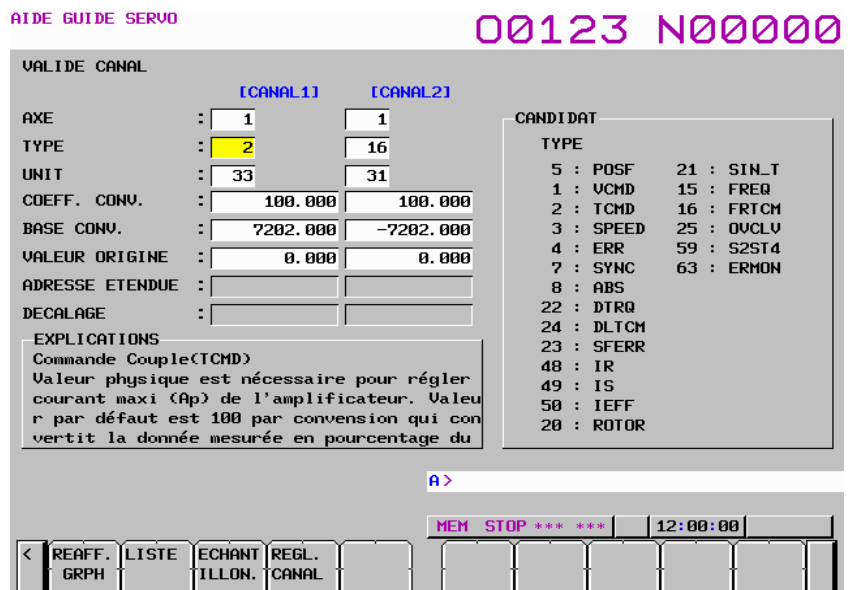 AIDE GUIDE SERVO
O0123 N00000
VALIDE CANAL
[CANAL1] [CANAL2]
AXE : 1 1
TYPE : 2 16
UNIT : 33 31
COEFF. CONV. : 100.000 100.000
BASE CONV. : 7202.000 -7202.000
VALEUR ORIGINE : 0.000 0.000
ADRESSE ETENDUE :
DECALAGE :
EXPLICATIONS
Commande Couple(TCMD)
Valeur physique est nécessaire pour régler
courant maxi (Ap) de l'amplificateur. Valeu
r par défaut est 100 par convension qui con
vertit la donnée mesurée en pourcentage du
CANDIDAT
TYPE
5 : POSF 21 : SIN_T
1 : VCMD 15 : FREQ
2 : TCMD 16 : FRTCM
3 : SPEED 25 : OVCLV
4 : ERR 59 : S2ST4
7 : SYNC 63 : ERMON
8 : ABS
22 : DTRQ
24 : DLTCM
23 : SFERR
48 : IR
49 : IS
50 : IEFF
20 : ROTOR
A>
MEM STOP *** *** 12:00:00
< REAFF. LISTE ECHANT REGL.
GRPH ILLON. CANAL